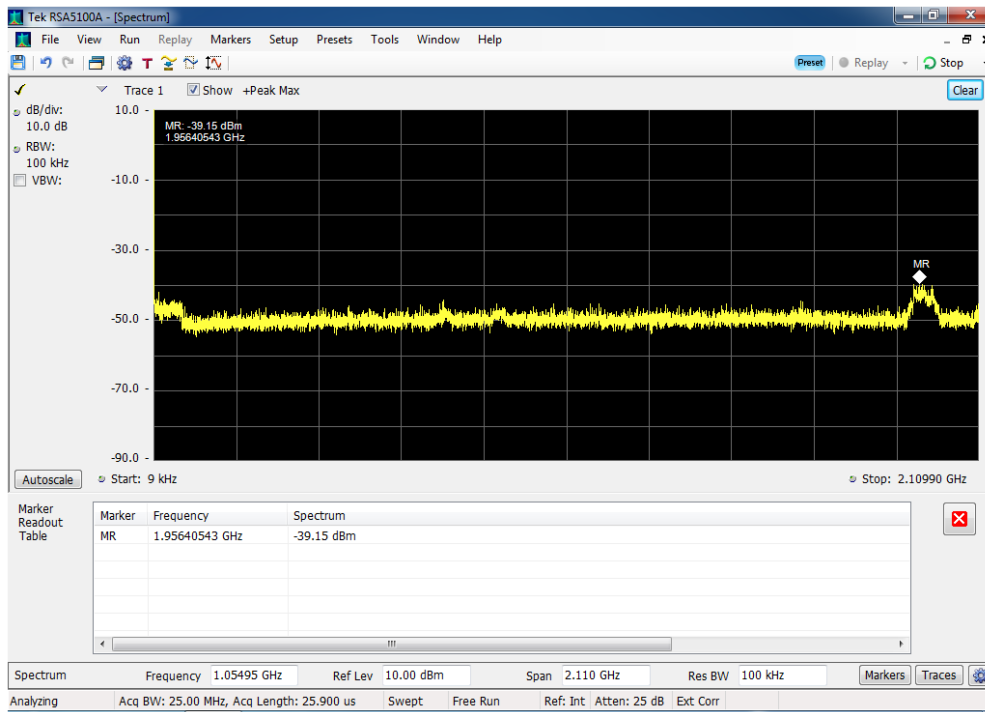 Tek RSA5100A - [Spectrum]
File View Run Replay Markers Setup Presets Tools Window Help
T Preset Replay Stop
Trace 1 Show +Peak Max Clear
dB/div:
10.0 dB
RBW:
100 kHz
VBW:
10.0 -
-10.0 -
-30.0 -
-50.0 -
-70.0 -
-90.0 -
MR: -39.15 dBm
1.95640543 GHz
MR
Autoscale Start: 9 kHz Stop: 2.10990 GHz
Marker
Readout
Table
Marker Frequency Spectrum
MR 1.95640543 GHz -39.15 dBm
Spectrum Frequency 1.05495 GHz Ref Lev 10.00 dBm Span 2.110 GHz Res BW 100 kHz Markers Traces
Analyzing Acq BW: 25.00 MHz, Acq Length: 25.900 us Swept Free Run Ref: Int Atten: 25 dB Ext Corr